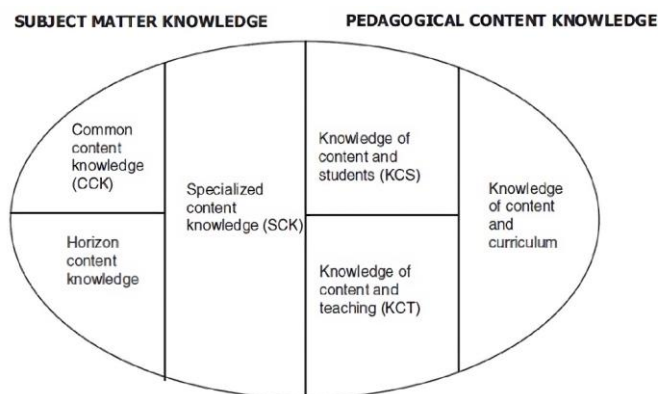 SUBJECT MATTER KNOWLEDGE
PEDAGOGICAL CONTENT KNOWLEDGE
Common
content
knowledge
(CCK)
Horizon
content
knowledge
Specialized
content
knowledge (SCK)
Knowledge of
content and
students (KCS)
Knowledge of
content and
teaching (KCT)
Knowledge
of content
and
curriculum